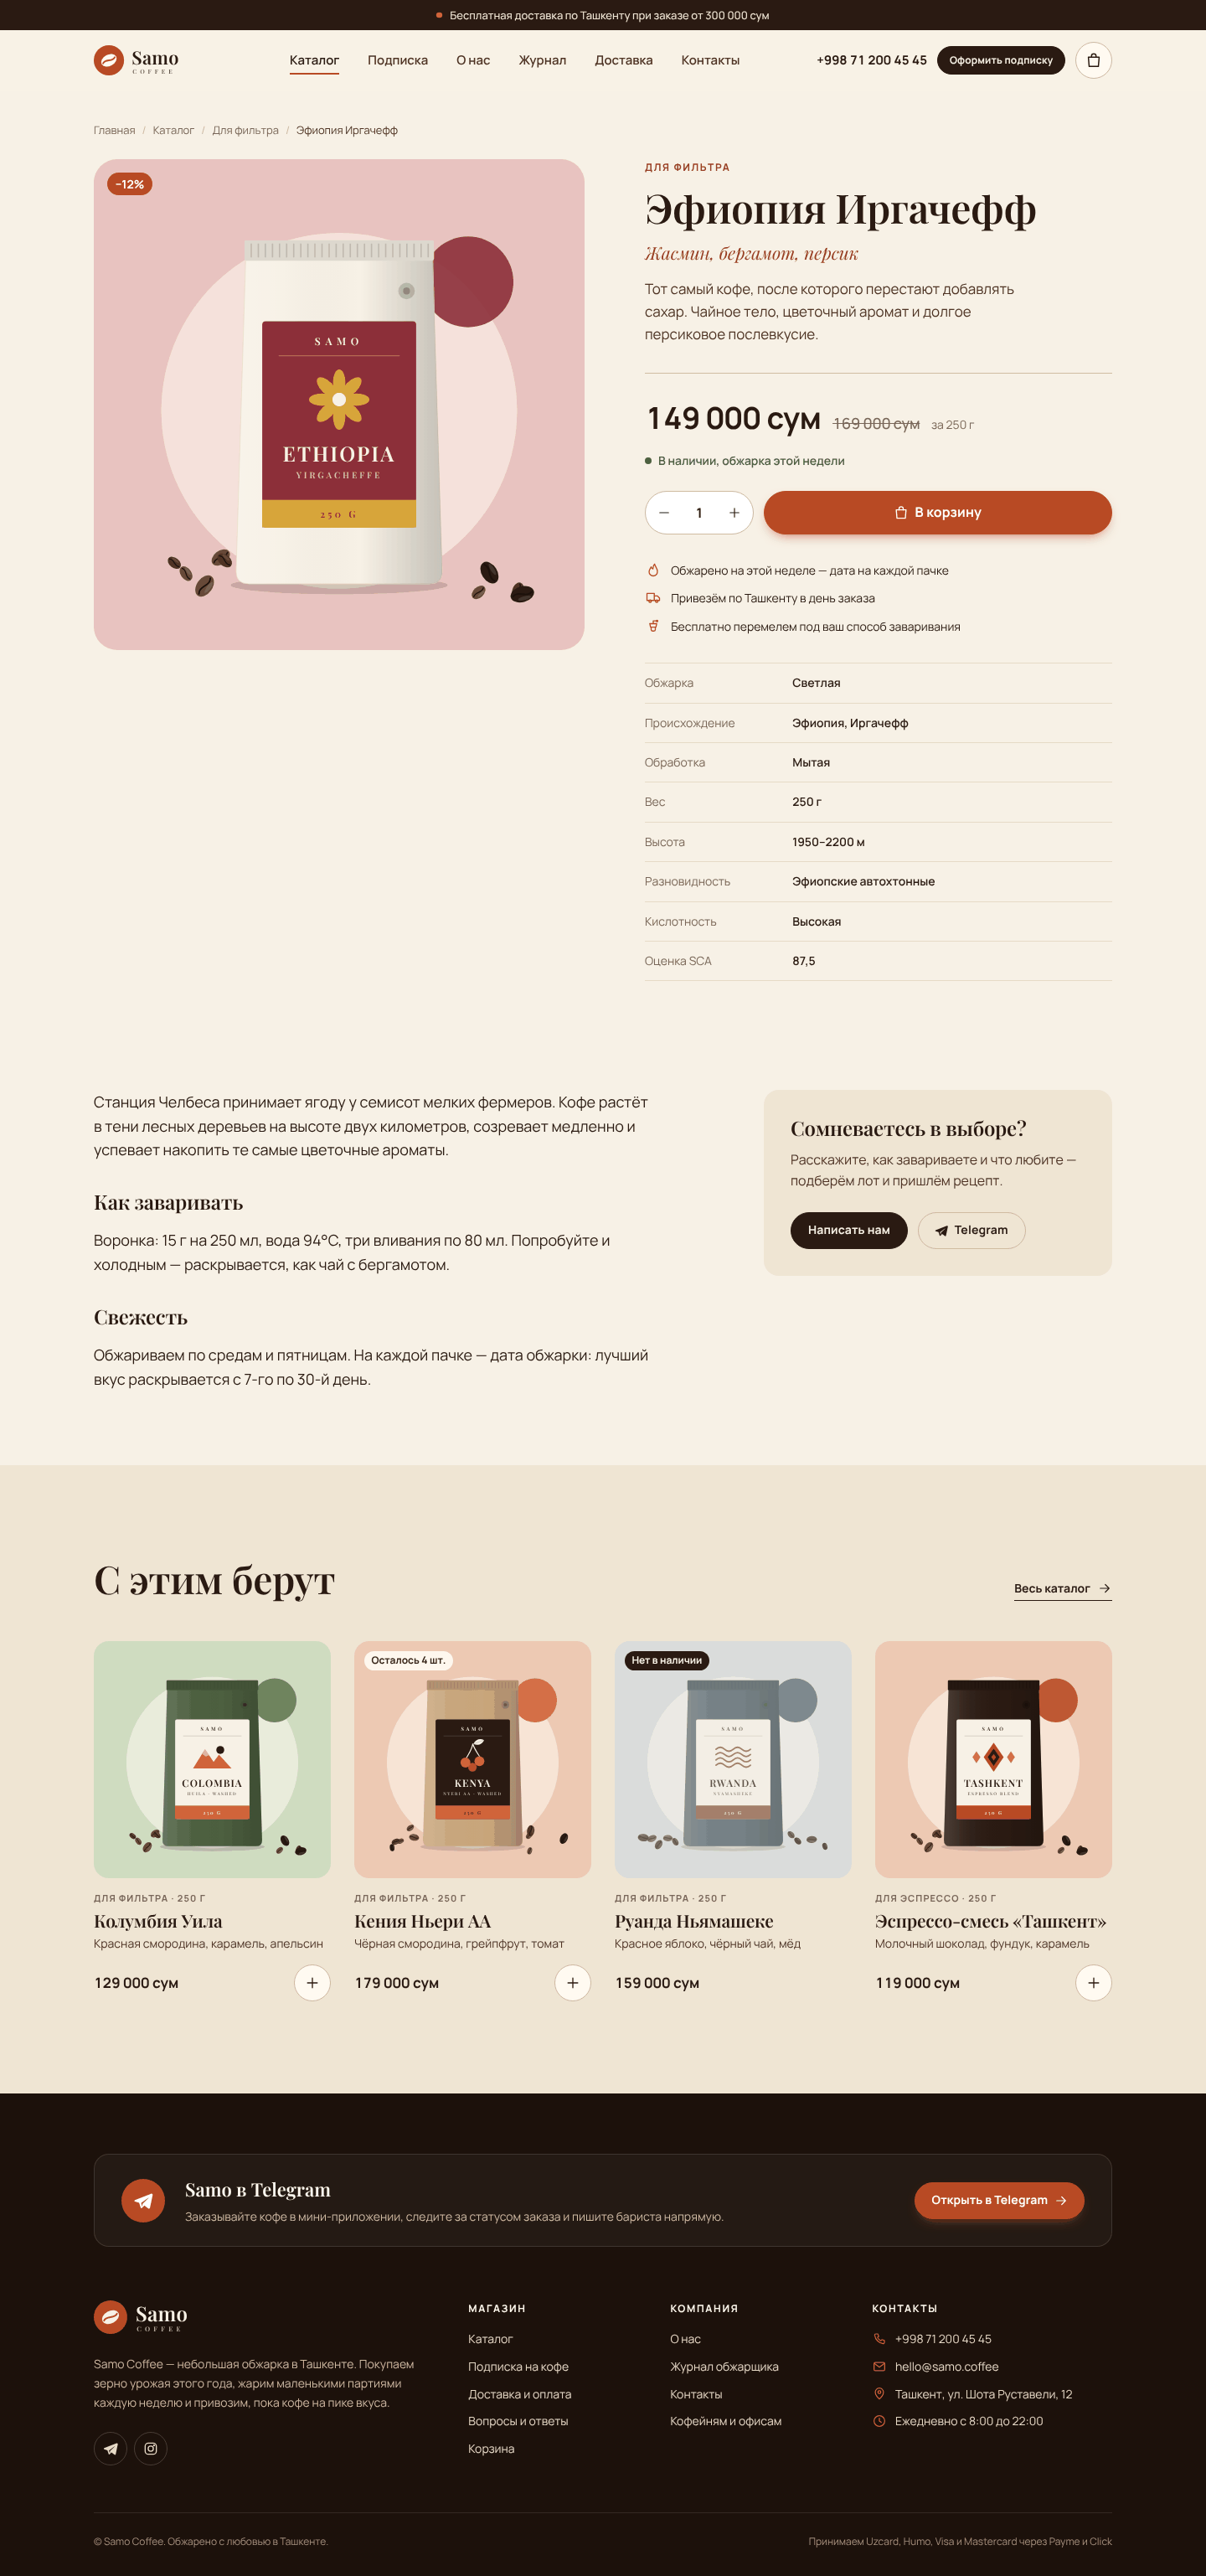 Бесплатная доставка по Ташкенту при заказе от 300 000 сум
Samo
COFFEE
Каталог
Подписка
О нас
Журнал
Доставка
Контакты
+998 71 200 45 45
Оформить подписку
Главная / Каталог / Для фильтра / Эфиопия Иргачефф
−12%
SAMO
ETHIOPIA
YIRGACHEFFE
250 G
ДЛЯ ФИЛЬТРА
Эфиопия Иргачефф
Жасмин, бергамот, персик
Тот самый кофе, после которого перестают добавлять
сахар. Чайное тело, цветочный аромат и долгое
персиковое послевкусие.
149 000 сум 169 000 сум за 250 г
В наличии, обжарка этой недели
− 1 +
В корзину
Обжарено на этой неделе — дата на каждой пачке
Привезём по Ташкенту в день заказа
Бесплатно перемелем под ваш способ заваривания
Обжарка Светлая
Происхождение Эфиопия, Иргачефф
Обработка Мытая
Вес 250 г
Высота 1950–2200 м
Разновидность Эфиопские автохтонные
Кислотность Высокая
Оценка SCA 87,5
Станция Челбеса принимает ягоду у семисот мелких фермеров. Кофе растёт
в тени лесных деревьев на высоте двух километров, созревает медленно и
успевает накопить те самые цветочные ароматы.
Как заваривать
Воронка: 15 г на 250 мл, вода 94°C, три вливания по 80 мл. Попробуйте и
холодным — раскрывается, как чай с бергамотом.
Свежесть
Обжариваем по средам и пятницам. На каждой пачке — дата обжарки: лучший
вкус раскрывается с 7-го по 30-й день.
Сомневаетесь в выборе?
Расскажите, как завариваете и что любите —
подберём лот и пришлём рецепт.
Написать нам
Telegram
С этим берут
Весь каталог
SAMO
COLOMBIA
HUILA · WASHED
250 G
ДЛЯ ФИЛЬТРА · 250 Г
Колумбия Уила
Красная смородина, карамель, апельсин
129 000 сум
Осталось 4 шт.
SAMO
KENYA
NYERI AA · WASHED
250 G
ДЛЯ ФИЛЬТРА · 250 Г
Кения Ньери АА
Чёрная смородина, грейпфрут, томат
179 000 сум
Нет в наличии
SAMO
RWANDA
NYAMASHEKE
250 G
ДЛЯ ФИЛЬТРА · 250 Г
Руанда Ньямашеке
Красное яблоко, чёрный чай, мёд
159 000 сум
SAMO
TASHKENT
ESPRESSO BLEND
250 G
ДЛЯ ЭСПРЕССО · 250 Г
Эспрессо-смесь «Ташкент»
Молочный шоколад, фундук, карамель
119 000 сум
Samo в Telegram
Заказывайте кофе в мини-приложении, следите за статусом заказа и пишите бариста напрямую.
Открыть в Telegram
Samo
COFFEE
Samo Coffee — небольшая обжарка в Ташкенте. Покупаем
зерно урожая этого года, жарим маленькими партиями
каждую неделю и привозим, пока кофе на пике вкуса.
МАГАЗИН
Каталог
Подписка на кофе
Доставка и оплата
Вопросы и ответы
Корзина
КОМПАНИЯ
О нас
Журнал обжарщика
Контакты
Кофейням и офисам
КОНТАКТЫ
+998 71 200 45 45
hello@samo.coffee
Ташкент, ул. Шота Руставели, 12
Ежедневно с 8:00 до 22:00
© Samo Coffee. Обжарено с любовью в Ташкенте.
Принимаем Uzcard, Humo, Visa и Mastercard через Payme и Click